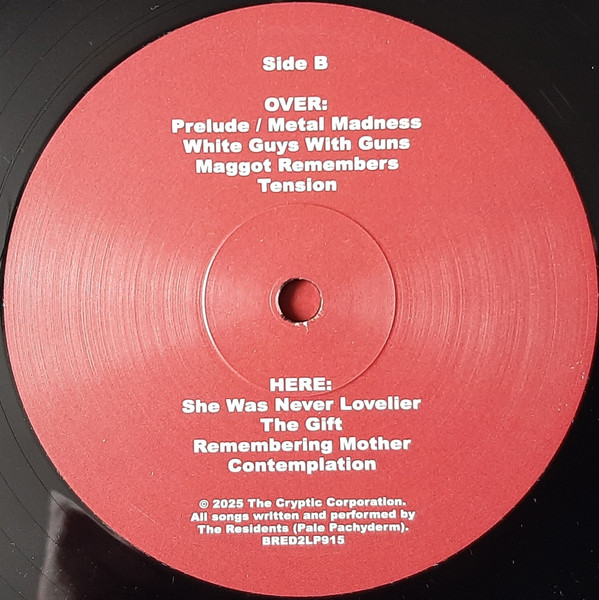 Side B
OVER:
Prelude / Metal Madness
White Guys With Guns
Maggot Remembers
Tension
HERE:
She Was Never Lovelier
The Gift
Remembering Mother
Contemplation
© 2025 The Cryptic Corporation.
All songs written and performed by
The Residents (Pale Pachyderm).
BRED2LP915